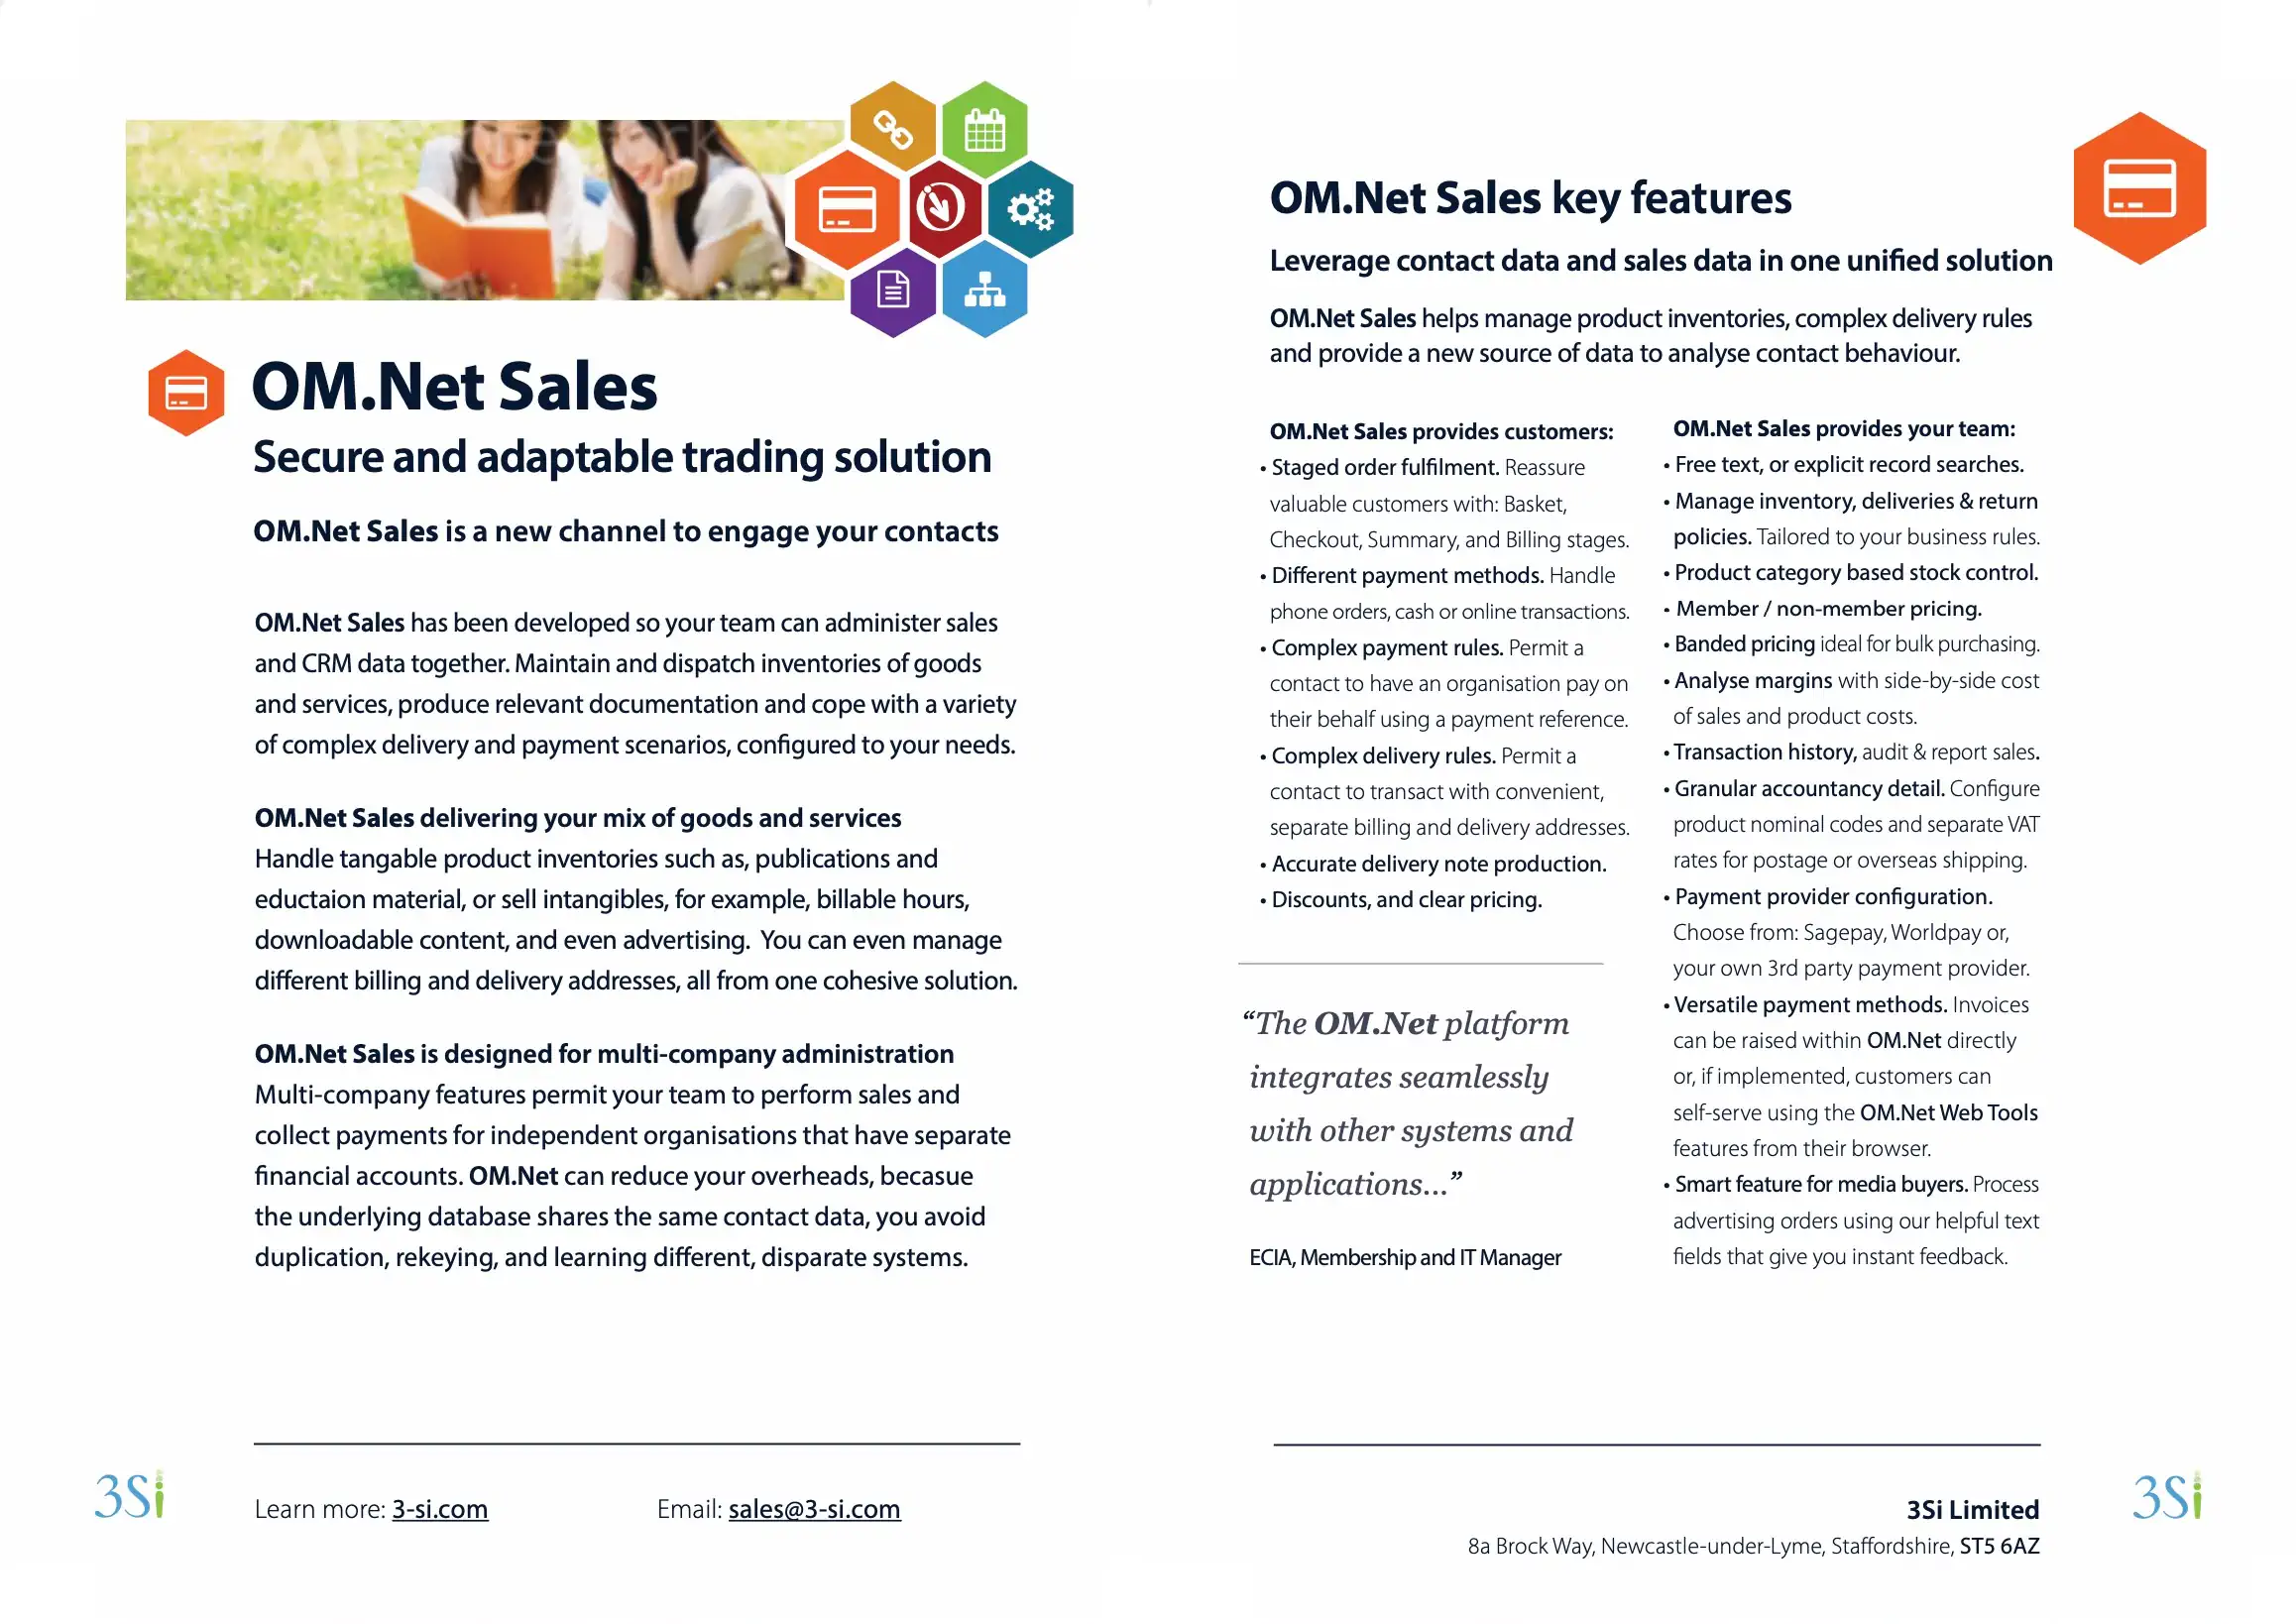 OM.Net Sales
Secure and adaptable trading solution
OM.Net Sales is a new channel to engage your contacts
OM.Net Sales has been developed so your team can administer sales
and CRM data together. Maintain and dispatch inventories of goods
and services, produce relevant documentation and cope with a variety
of complex delivery and payment scenarios, configured to your needs.
OM.Net Sales delivering your mix of goods and services
Handle tangable product inventories such as, publications and
eductaion material, or sell intangibles, for example, billable hours,
downloadable content, and even advertising.  You can even manage
different billing and delivery addresses, all from one cohesive solution.
OM.Net Sales is designed for multi-company administration
Multi-company features permit your team to perform sales and
collect payments for independent organisations that have separate
financial accounts. OM.Net can reduce your overheads, becasue
the underlying database shares the same contact data, you avoid
duplication, rekeying, and learning different, disparate systems.
3Si
Learn more: 3-si.com
Email: sales@3-si.com
OM.Net Sales key features
Leverage contact data and sales data in one unified solution
OM.Net Sales helps manage product inventories, complex delivery rules
and provide a new source of data to analyse contact behaviour.
OM.Net Sales provides customers:
• Staged order fulfilment. Reassure
valuable customers with: Basket,
Checkout, Summary, and Billing stages.
• Different payment methods. Handle
phone orders, cash or online transactions.
• Complex payment rules. Permit a
contact to have an organisation pay on
their behalf using a payment reference.
• Complex delivery rules. Permit a
contact to transact with convenient,
separate billing and delivery addresses.
• Accurate delivery note production.
• Discounts, and clear pricing.
“The OM.Net platform
integrates seamlessly
with other systems and
applications...”
ECIA, Membership and IT Manager
OM.Net Sales provides your team:
• Free text, or explicit record searches.
• Manage inventory, deliveries & return
policies. Tailored to your business rules.
• Product category based stock control.
• Member / non-member pricing.
• Banded pricing ideal for bulk purchasing.
• Analyse margins with side-by-side cost
of sales and product costs.
• Transaction history, audit & report sales.
• Granular accountancy detail. Configure
product nominal codes and separate VAT
rates for postage or overseas shipping.
• Payment provider configuration.
Choose from: Sagepay, Worldpay or,
your own 3rd party payment provider.
• Versatile payment methods. Invoices
can be raised within OM.Net directly
or, if implemented, customers can
self-serve using the OM.Net Web Tools
features from their browser.
• Smart feature for media buyers. Process
advertising orders using our helpful text
fields that give you instant feedback.
3Si Limited
8a Brock Way, Newcastle-under-Lyme, Staffordshire, ST5 6AZ
3Si